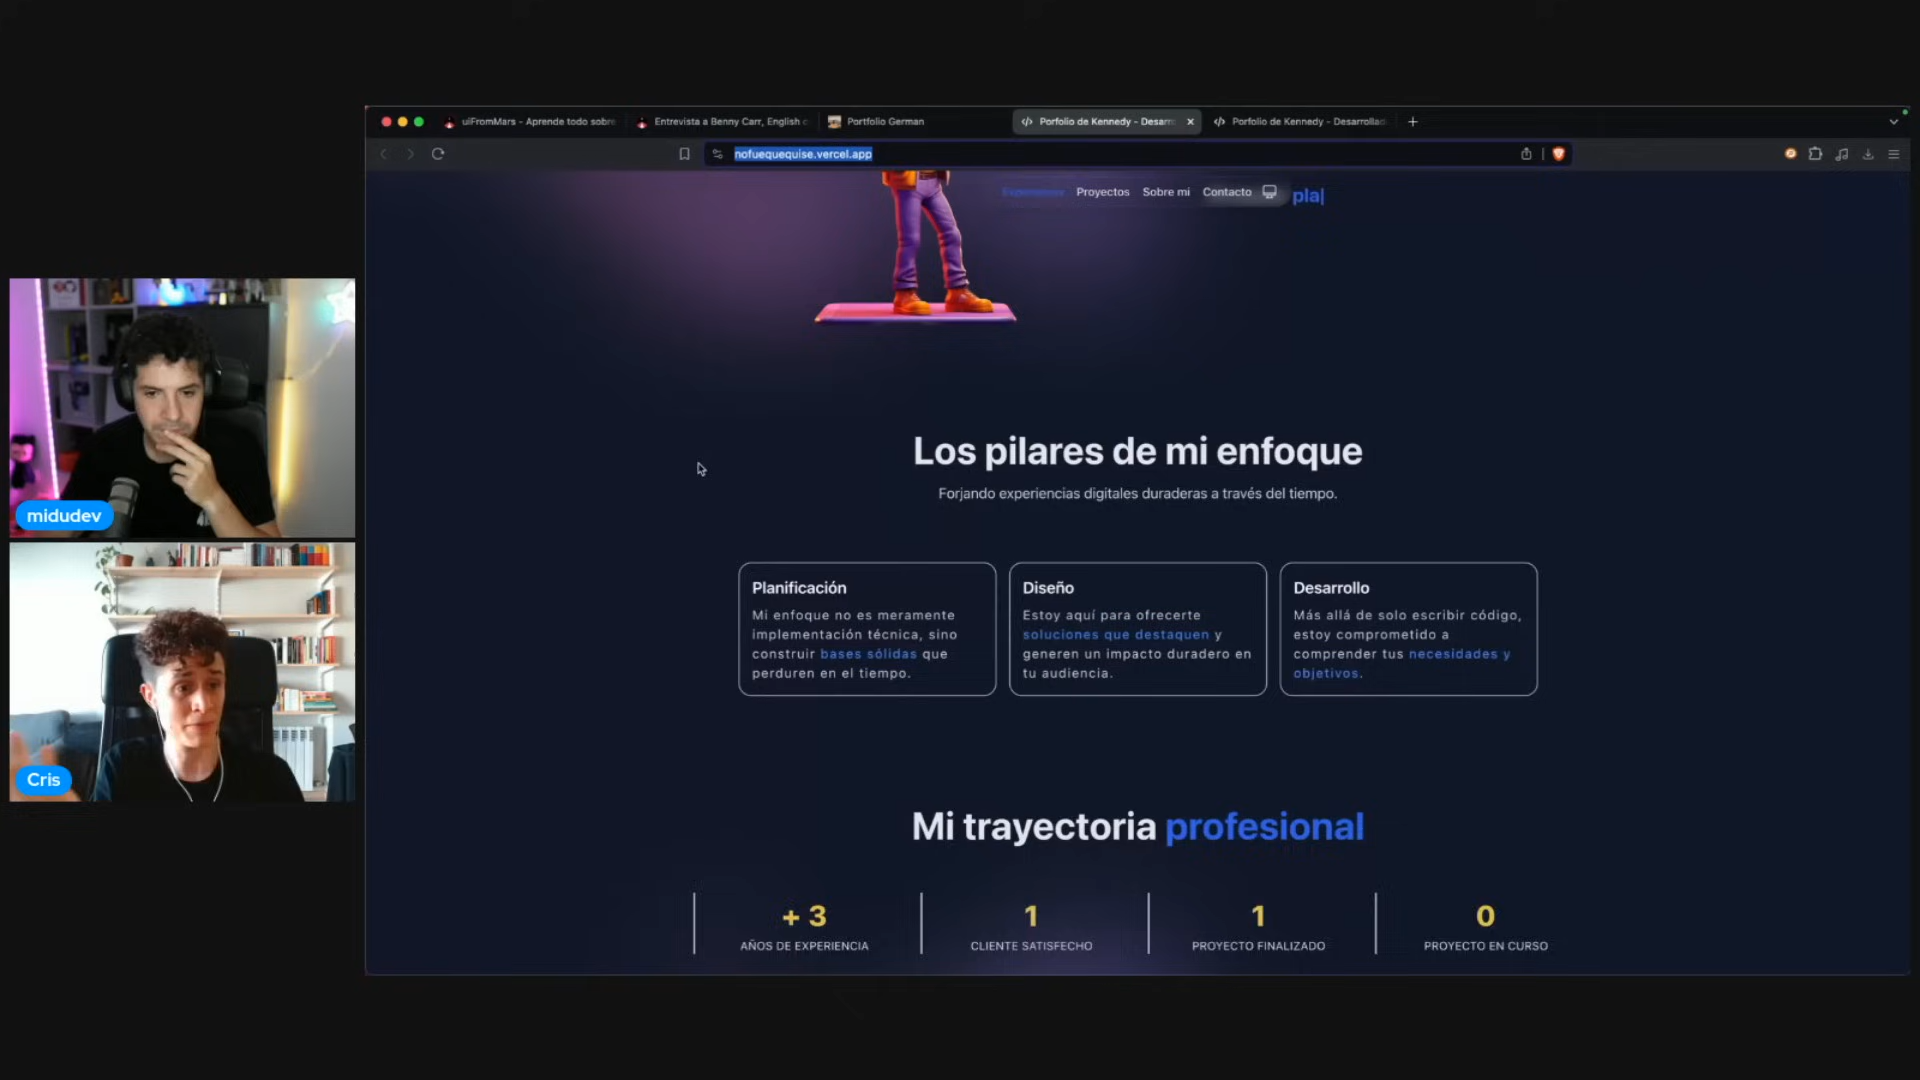 uiFromMars - Aprende todo sobre
Entrevista a Benny Carr, English c
Portfolio German
Porfolio de Kennedy - Desarr
Porfolio de Kennedy - Desarrollad
nofuequequise.vercel.app
Experiencia
Proyectos
Sobre mi
Contacto
pla|
midudev
Cris
Los pilares de mi enfoque
Forjando experiencias digitales duraderas a través del tiempo.
Planificación
Mi enfoque no es meramente
implementación técnica, sino
construir bases sólidas que
perduren en el tiempo.
Diseño
Estoy aquí para ofrecerte
soluciones que destaquen y
generen un impacto duradero en
tu audiencia.
Desarrollo
Más allá de solo escribir código,
estoy comprometido a
comprender tus necesidades y
objetivos.
Mi trayectoria profesional
+ 3
AÑOS DE EXPERIENCIA
1
CLIENTE SATISFECHO
1
PROYECTO FINALIZADO
0
PROYECTO EN CURSO